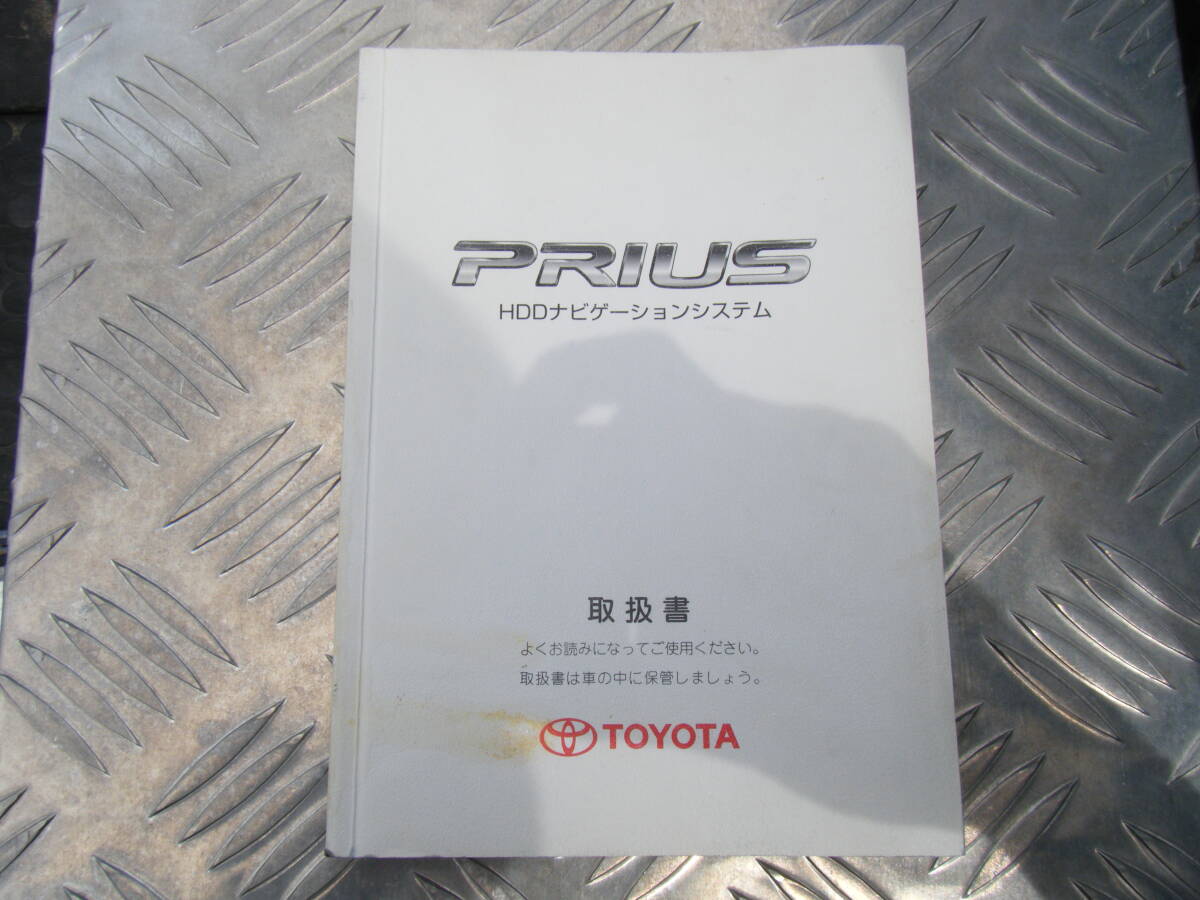 PRIUS
HDDナビゲーションシステム
取扱書
よくお読みになってご使用ください。
取扱書は車の中に保管しましょう。
TOYOTA